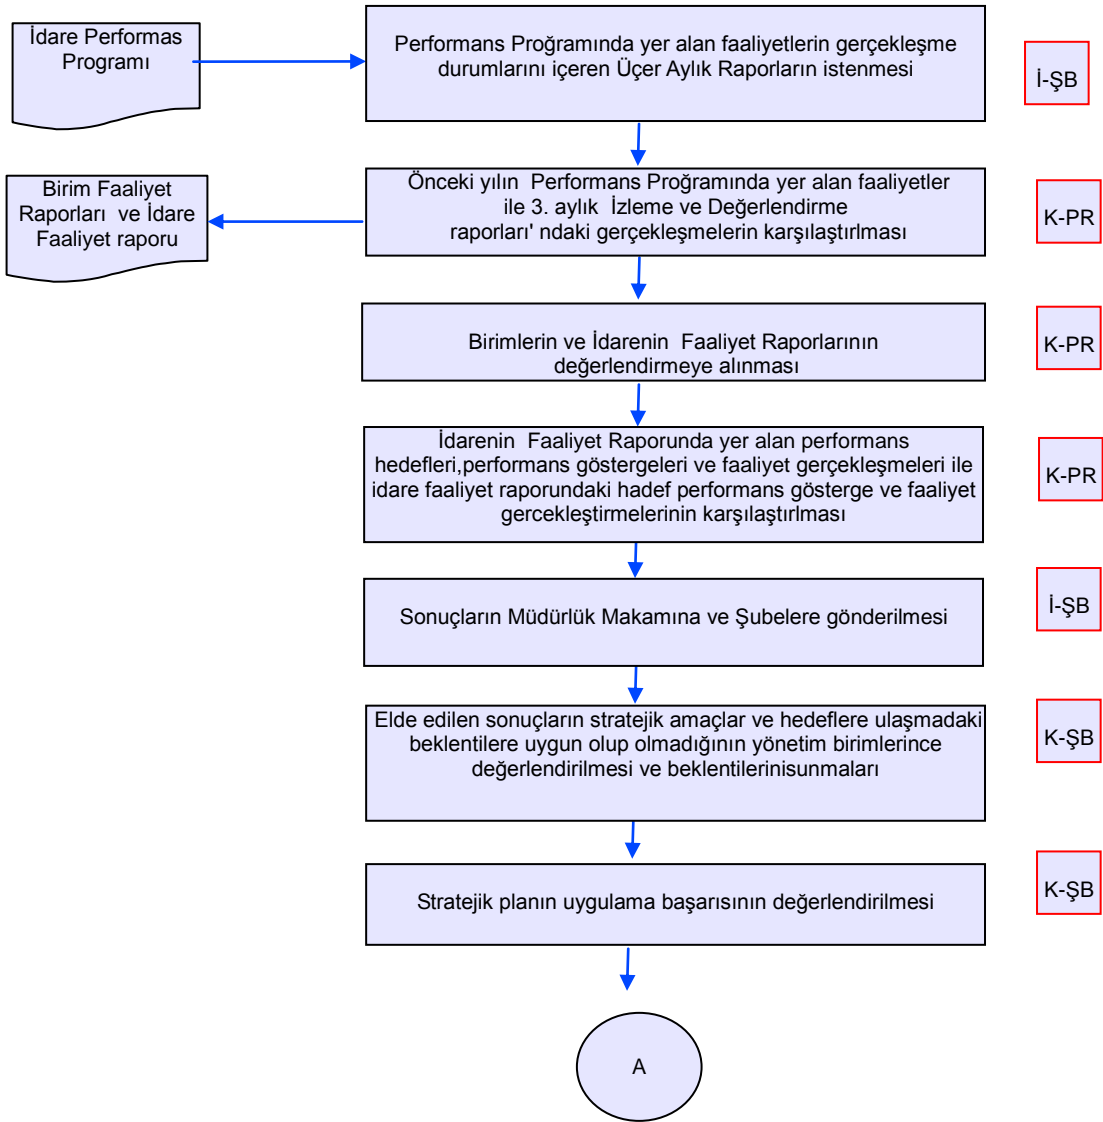 İdare Performas
Programı
Performans Proğramında yer alan faaliyetlerin gerçekleşme
durumlarını içeren Üçer Aylık Raporların istenmesi
İ-ŞB
Birim Faaliyet
Raporları ve İdare
Faaliyet raporu
Önceki yılın Performans Proğramında yer alan faaliyetler
ile 3. aylık İzleme ve Değerlendirme
raporları' ndaki gerçekleşmelerin karşılaştırlması
K-PR
Birimlerin ve İdarenin Faaliyet Raporlarının
değerlendirmeye alınması
K-PR
İdarenin Faaliyet Raporunda yer alan performans
hedefleri,performans göstergeleri ve faaliyet gerçekleşmeleri ile
idare faaliyet raporundaki hadef performans gösterge ve faaliyet
gercekleştirmelerinin karşılaştırlması
K-PR
Sonuçların Müdürlük Makamına ve Şubelere gönderilmesi
İ-ŞB
Elde edilen sonuçların stratejik amaçlar ve hedeflere ulaşmadaki
beklentilere uygun olup olmadığının yönetim birimlerince
değerlendirilmesi ve beklentilerinisunmaları
K-ŞB
Stratejik planın uygulama başarısının değerlendirilmesi
K-ŞB
A